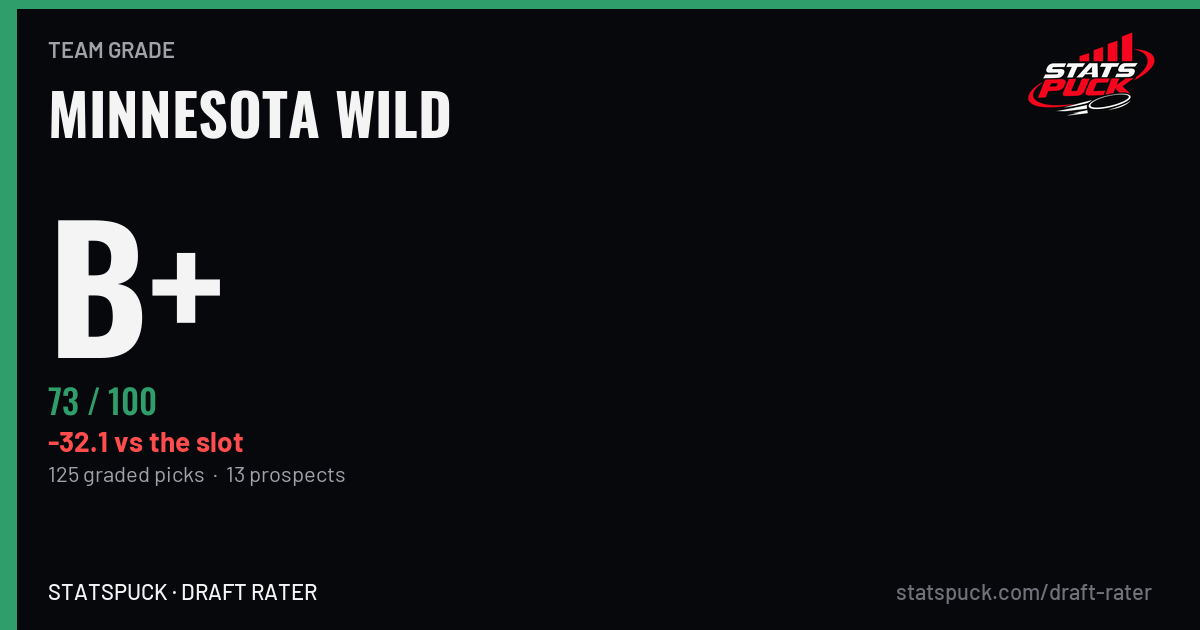 TEAM GRADE
MINNESOTA WILD
STATS
PUCK
B+
73 / 100
-32.1 vs the slot
125 graded picks · 13 prospects
STATSPUCK · DRAFT RATER
statspuck.com/draft-rater